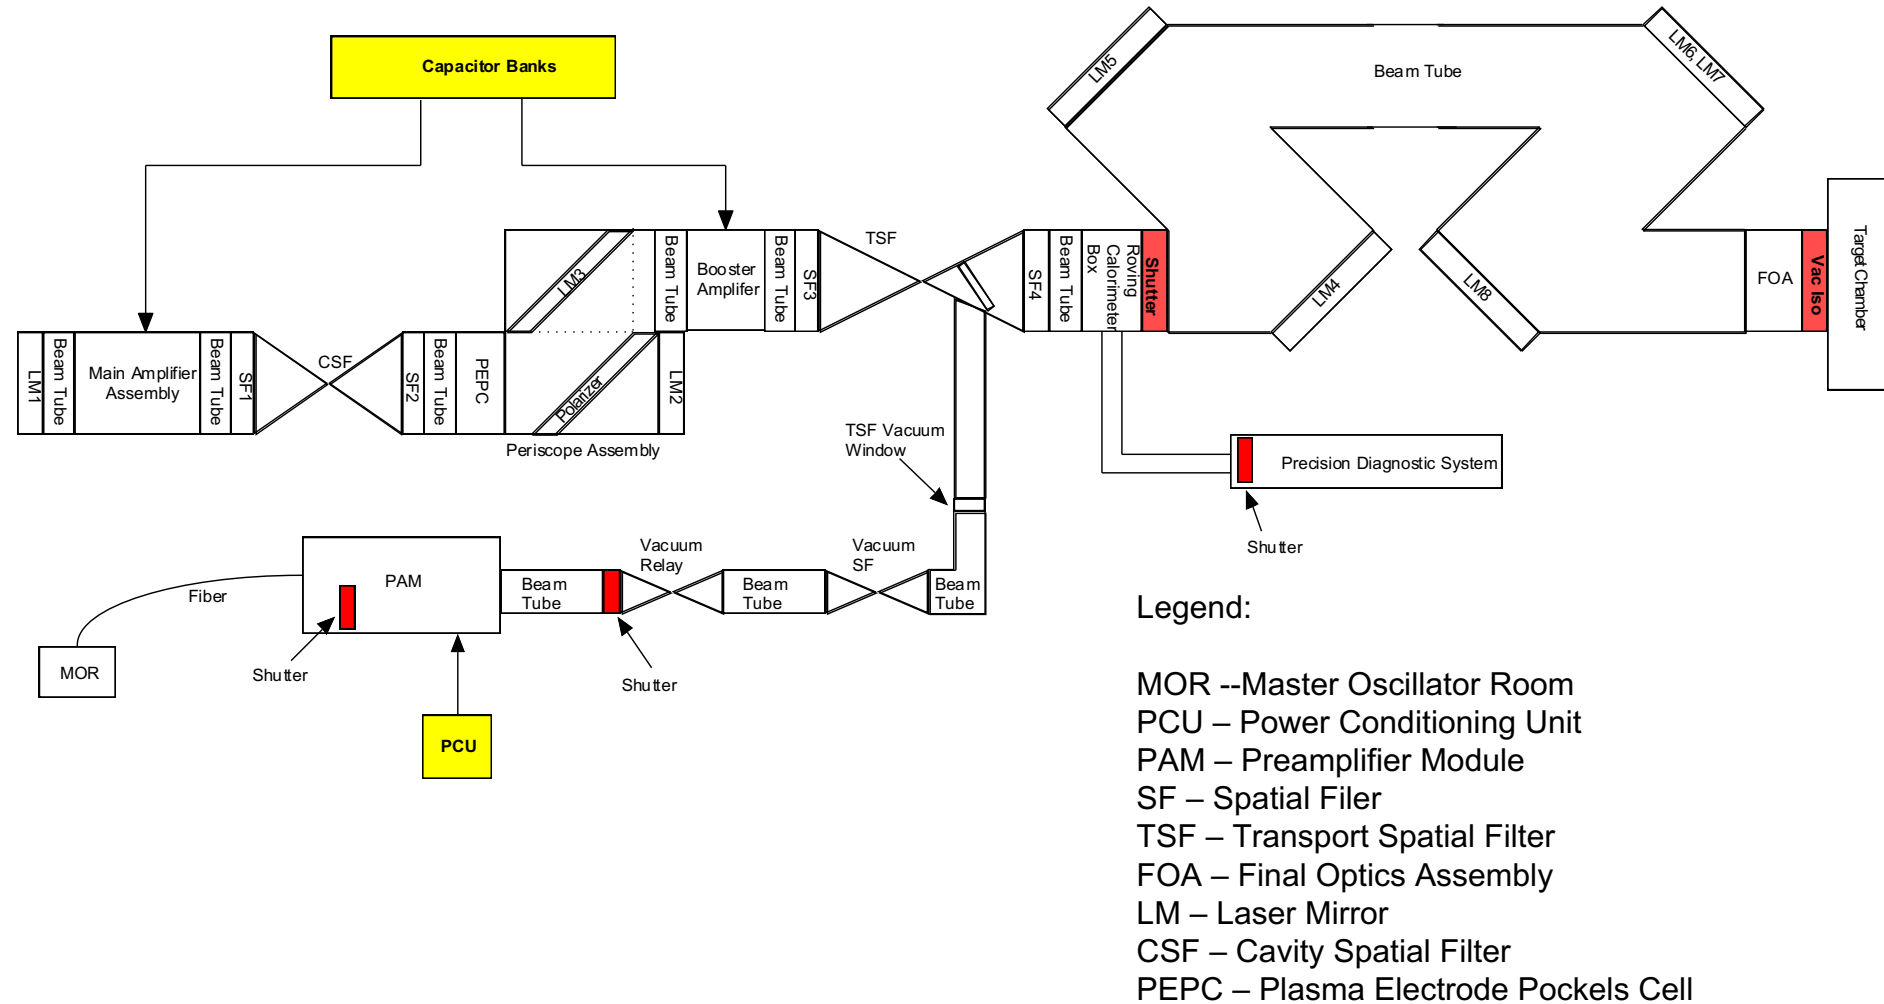 Capacitor Banks
LM5
Beam Tube
LM6, LM7
TSF
LM3
Beam Tube
Booster
Amplifer
Beam Tube
SF3
SF4
Beam Tube
Roving
Calorimeter
Box
Shutter
LM4
LM8
FOA
Vac Iso
Target Chamber
LM1
Beam Tube
Main Amplifier
Assembly
Beam Tube
SF1
CSF
SF2
Beam Tube
PEPC
Polarizer
LM2
Periscope Assembly
TSF Vacuum
Window
Precision Diagnostic System
Shutter
Vacuum
Relay
Vacuum
SF
PAM
Beam
Tube
Beam
Tube
Beam
Tube
Fiber
MOR
Shutter
Shutter
PCU
Legend:
MOR --Master Oscillator Room
PCU – Power Conditioning Unit
PAM – Preamplifier Module
SF – Spatial Filer
TSF – Transport Spatial Filter
FOA – Final Optics Assembly
LM – Laser Mirror
CSF – Cavity Spatial Filter
PEPC – Plasma Electrode Pockels Cell